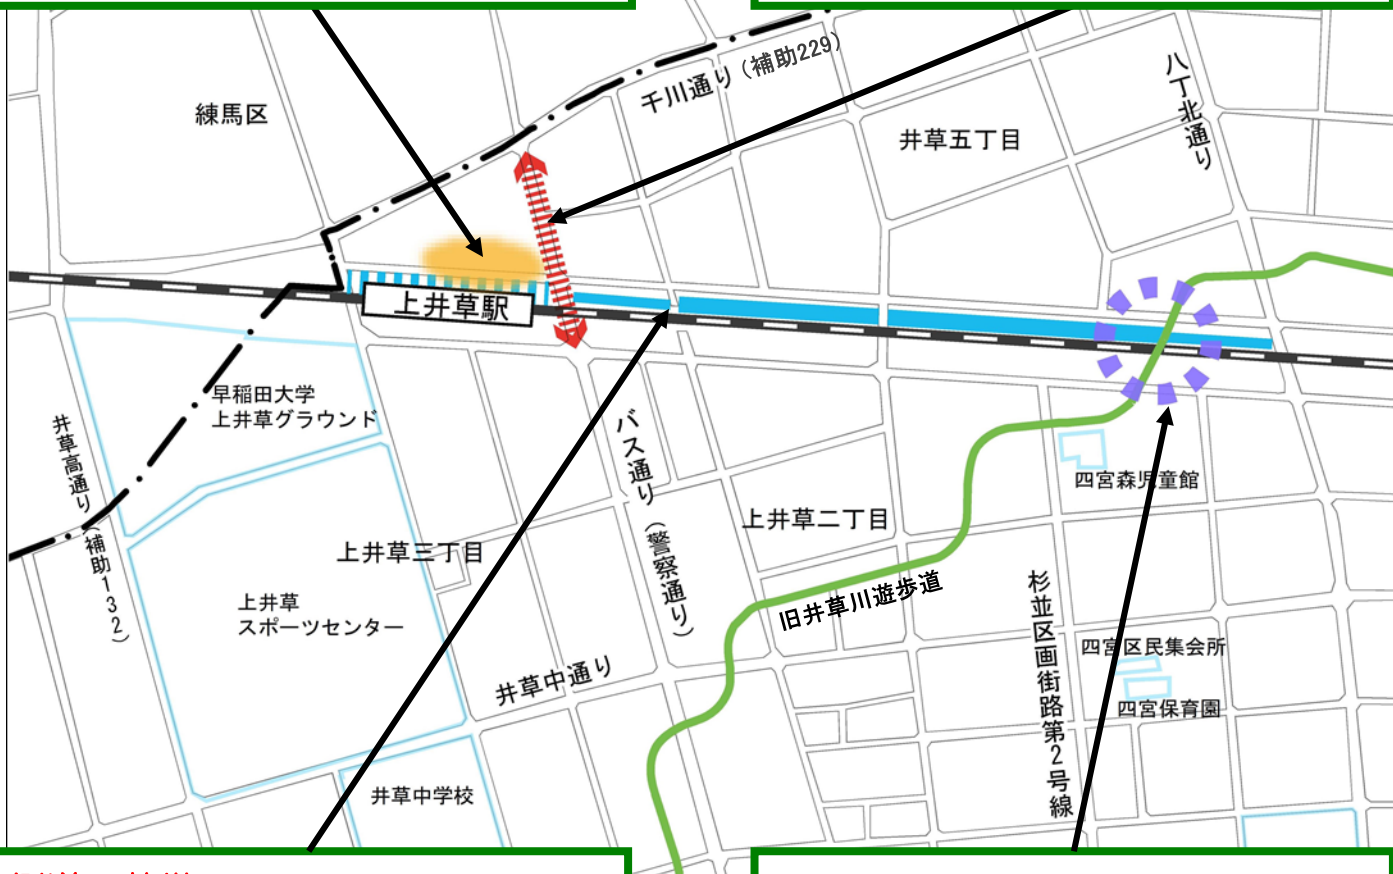 千川通り（補助229）
八丁北通り
練馬区
井草五丁目
上井草駅
早稲田大学
上井草グラウンド
井草高通り（補助132）
バス通り（警察通り）
四宮森児童館
上井草二丁目
上井草三丁目
旧井草川遊歩道
杉並区画街路第2号線
上井草
スポーツセンター
四宮区民集会所
井草中通り
四宮保育園
井草中学校